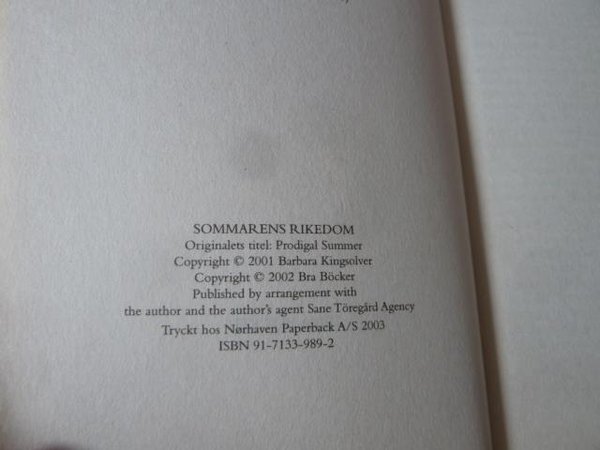 SOMMARENS RIKEDOM
Originalets titel: Prodigal Summer
Copyright © 2001 Barbara Kingsolver
Copyright © 2002 Bra Böcker
Published by arrangement with
the author and the author's agent Sane Töregård Agency
Tryckt hos Nørhaven Paperback A/S 2003
ISBN 91-7133-989-2